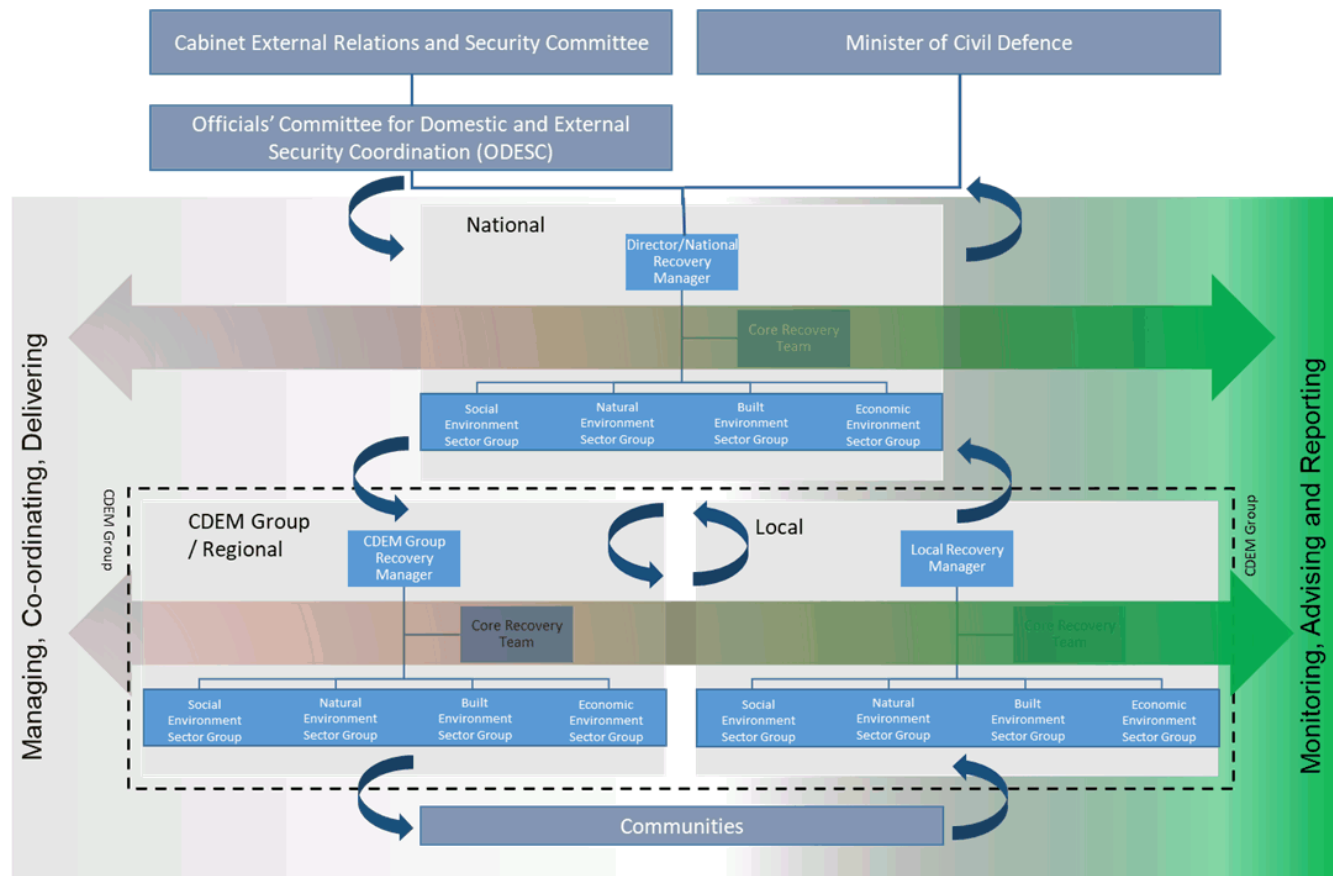 Cabinet External Relations and Security Committee
Minister of Civil Defence
Officials' Committee for Domestic and External
Security Coordination (ODESC)
National
Director/National
Recovery
Manager
Core Recovery
Team
Social
Environment
Sector Group
Natural
Environment
Sector Group
Built
Environment
Sector Group
Economic
Environment
Sector Group
Managing, Co-ordinating, Delivering
Monitoring, Advising and Reporting
CDEM Group
CDEM Group
CDEM Group
/ Regional
CDEM Group
Recovery
Manager
Core Recovery
Team
Social
Environment
Sector Group
Natural
Environment
Sector Group
Built
Environment
Sector Group
Economic
Environment
Sector Group
Local
Local Recovery
Manager
Core Recovery
Team
Social
Environment
Sector Group
Natural
Environment
Sector Group
Built
Environment
Sector Group
Economic
Environment
Sector Group
Communities